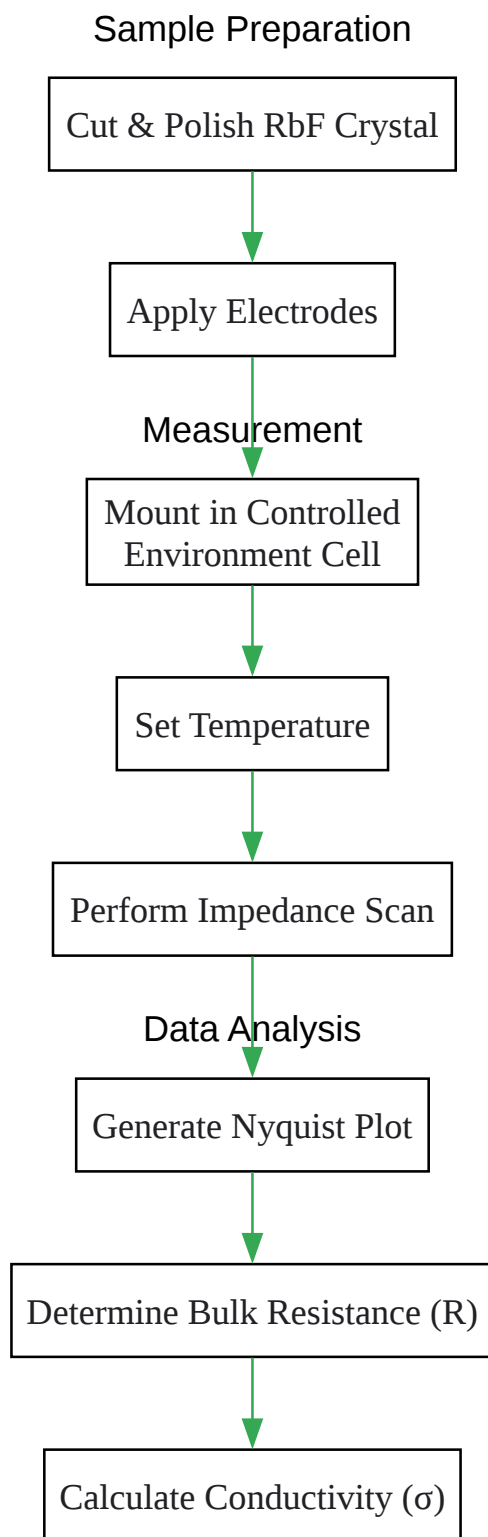 Sample Preparation
Cut & Polish RbF Crystal
Apply Electrodes
Measurement
Mount in Controlled
Environment Cell
Set Temperature
Perform Impedance Scan
Data Analysis
Generate Nyquist Plot
Determine Bulk Resistance (R)
Calculate Conductivity (σ)